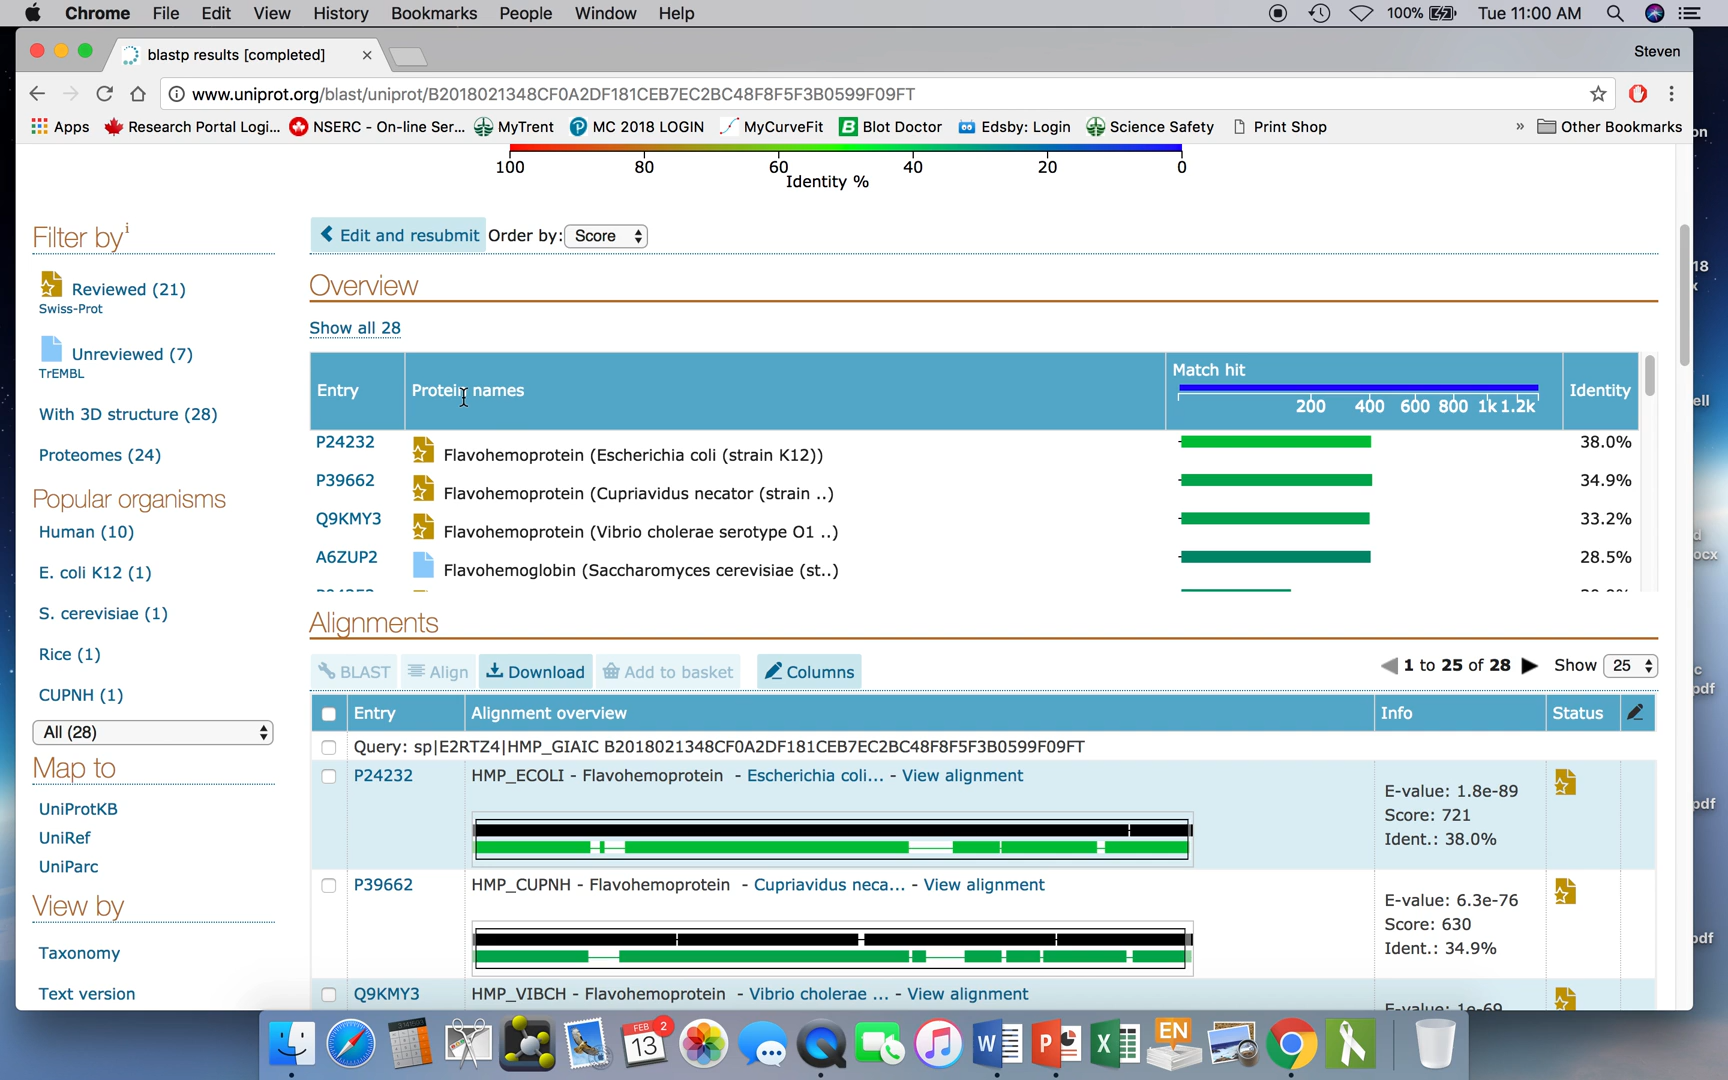 Chrome File Edit View History Bookmarks People Window Help 100% Tue 11:00 AM
blastp results [completed] Steven
www.uniprot.org/blast/uniprot/B2018021348CF0A2DF181CEB7EC2BC48F8F5F3B0599F09FT
Apps Research Portal Logi... NSERC - On-line Ser... MyTrent MC 2018 LOGIN MyCurveFit Blot Doctor Edsby: Login Science Safety Print Shop » Other Bookmarks
100 80 60 40 20 0
Identity %
Filter by i
Reviewed (21)
Swiss-Prot
Unreviewed (7)
TrEMBL
With 3D structure (28)
Proteomes (24)
Popular organisms
Human (10)
E. coli K12 (1)
S. cerevisiae (1)
Rice (1)
CUPNH (1)
All (28)
Map to
UniProtKB
UniRef
UniParc
View by
Taxonomy
Text version
Edit and resubmit Order by: Score
Overview
Show all 28
Entry Protein names Match hit Identity
200 400 600 800 1k 1.2k
P24232 Flavohemoprotein (Escherichia coli (strain K12)) 38.0%
P39662 Flavohemoprotein (Cupriavidus necator (strain ..) 34.9%
Q9KMY3 Flavohemoprotein (Vibrio cholerae serotype O1 ..) 33.2%
A6ZUP2 Flavohemoglobin (Saccharomyces cerevisiae (st..) 28.5%
Alignments
BLAST Align Download Add to basket Columns 1 to 25 of 28 Show 25
Entry Alignment overview Info Status
Query: sp|E2RTZ4|HMP_GIAIC B2018021348CF0A2DF181CEB7EC2BC48F8F5F3B0599F09FT
P24232 HMP_ECOLI - Flavohemoprotein - Escherichia coli... - View alignment
E-value: 1.8e-89
Score: 721
Ident.: 38.0%
P39662 HMP_CUPNH - Flavohemoprotein - Cupriavidus neca... - View alignment
E-value: 6.3e-76
Score: 630
Ident.: 34.9%
Q9KMY3 HMP_VIBCH - Flavohemoprotein - Vibrio cholerae ... - View alignment
E-value: 1e-69
FEB 2
13
W P X EN